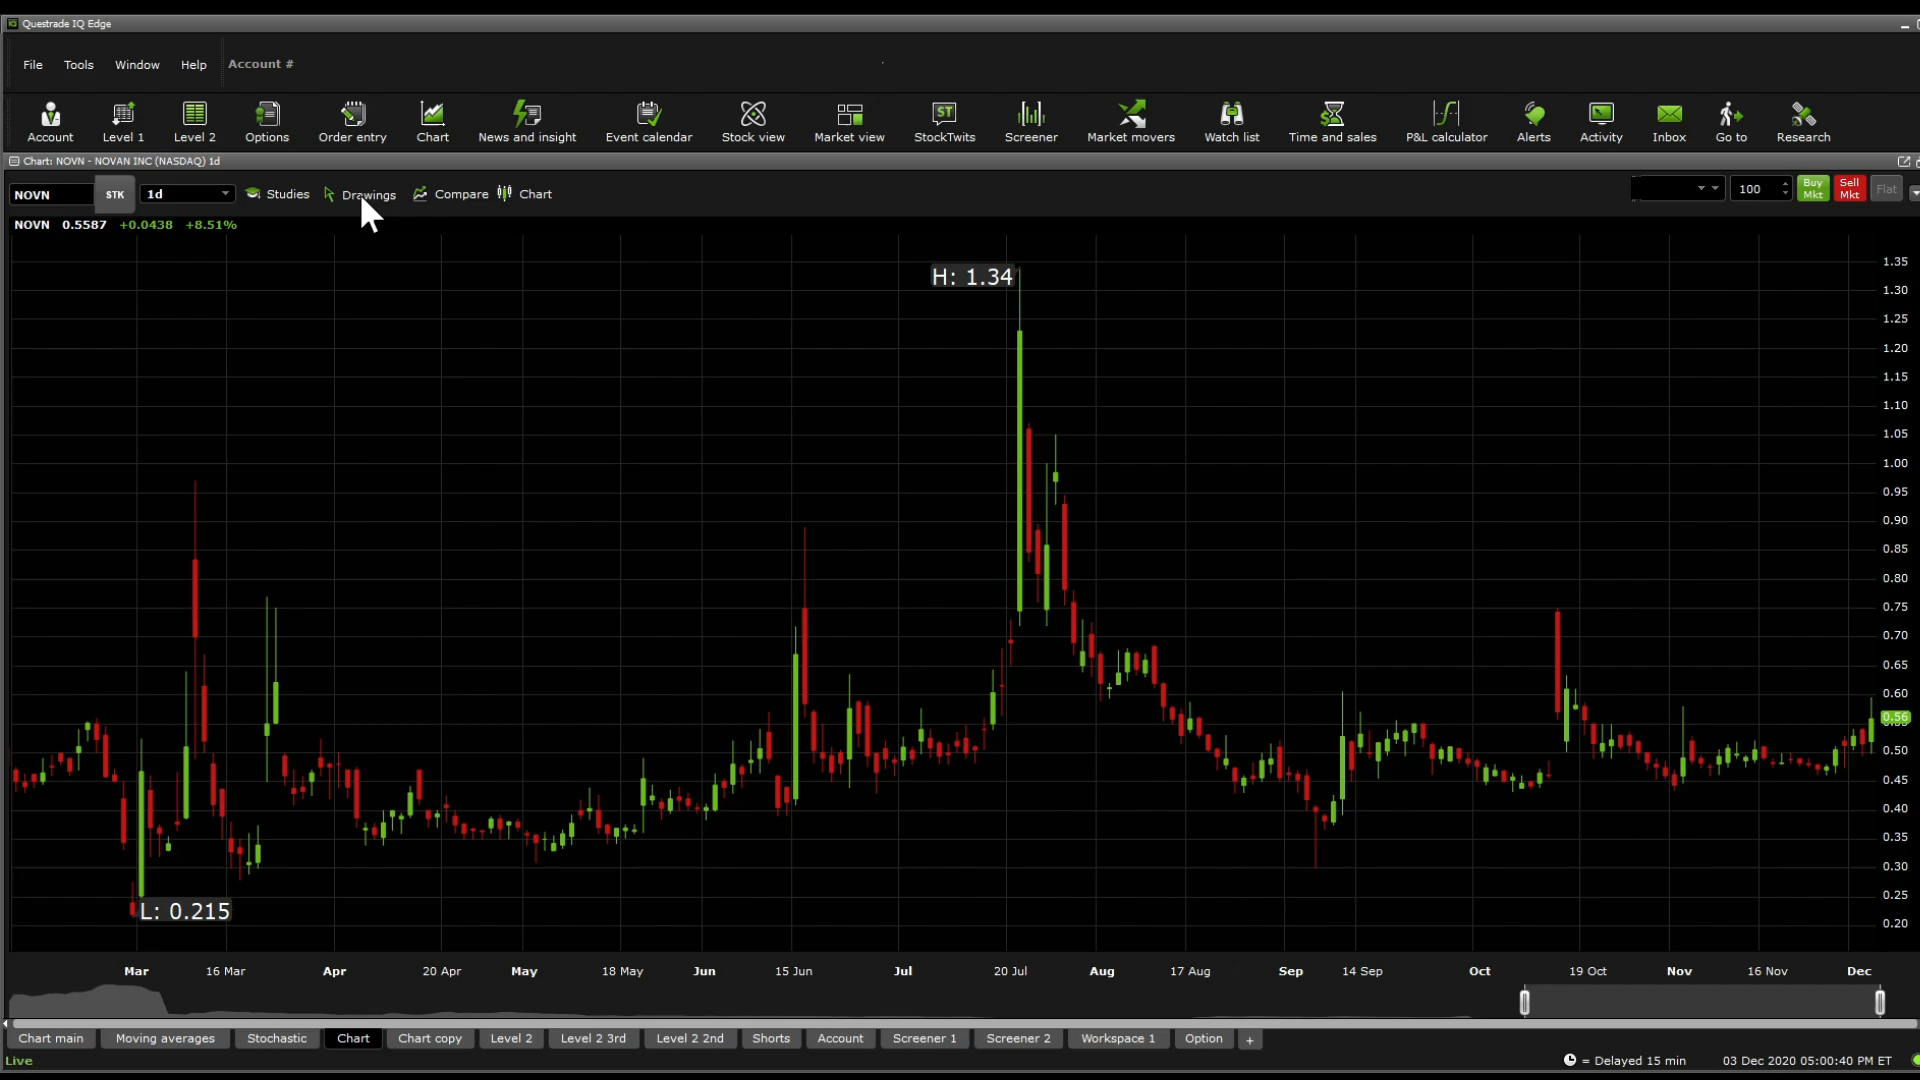 Questrade IQ Edge
File Tools Window Help Account #
Account Level 1 Level 2 Options Order entry Chart News and insight Event calendar Stock view Market view StockTwits Screener Market movers Watch list Time and sales P&L calculator Alerts Activity Inbox Go to Research
Chart: NOVN - NOVAN INC (NASDAQ) 1d
NOVN STK 1d Studies Drawings Compare Chart 100 Buy Mkt Sell Mkt Flat
NOVN 0.5587 +0.0438 +8.51%
1.35
H: 1.34
1.30
1.25
1.20
1.15
1.10
1.05
1.00
0.95
0.90
0.85
0.80
0.75
0.70
0.65
0.60
0.56
0.50
0.45
0.40
0.35
0.30
0.25
L: 0.215
0.20
Mar 16 Mar Apr 20 Apr May 18 May Jun 15 Jun Jul 20 Jul Aug 17 Aug Sep 14 Sep Oct 19 Oct Nov 16 Nov Dec
Chart main Moving averages Stochastic Chart Chart copy Level 2 Level 2 3rd Level 2 2nd Shorts Account Screener 1 Screener 2 Workspace 1 Option +
Live = Delayed 15 min 03 Dec 2020 05:00:40 PM ET